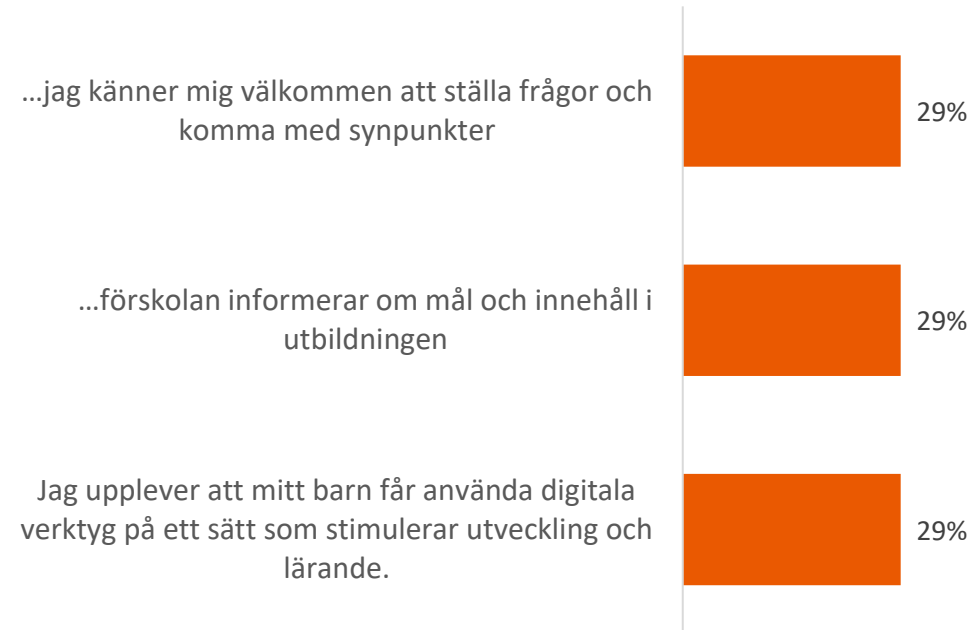 ...jag känner mig välkommen att ställa frågor och
komma med synpunkter
29%
...förskolan informerar om mål och innehåll i
utbildningen
29%
Jag upplever att mitt barn får använda digitala
verktyg på ett sätt som stimulerar utveckling och
lärande.
29%